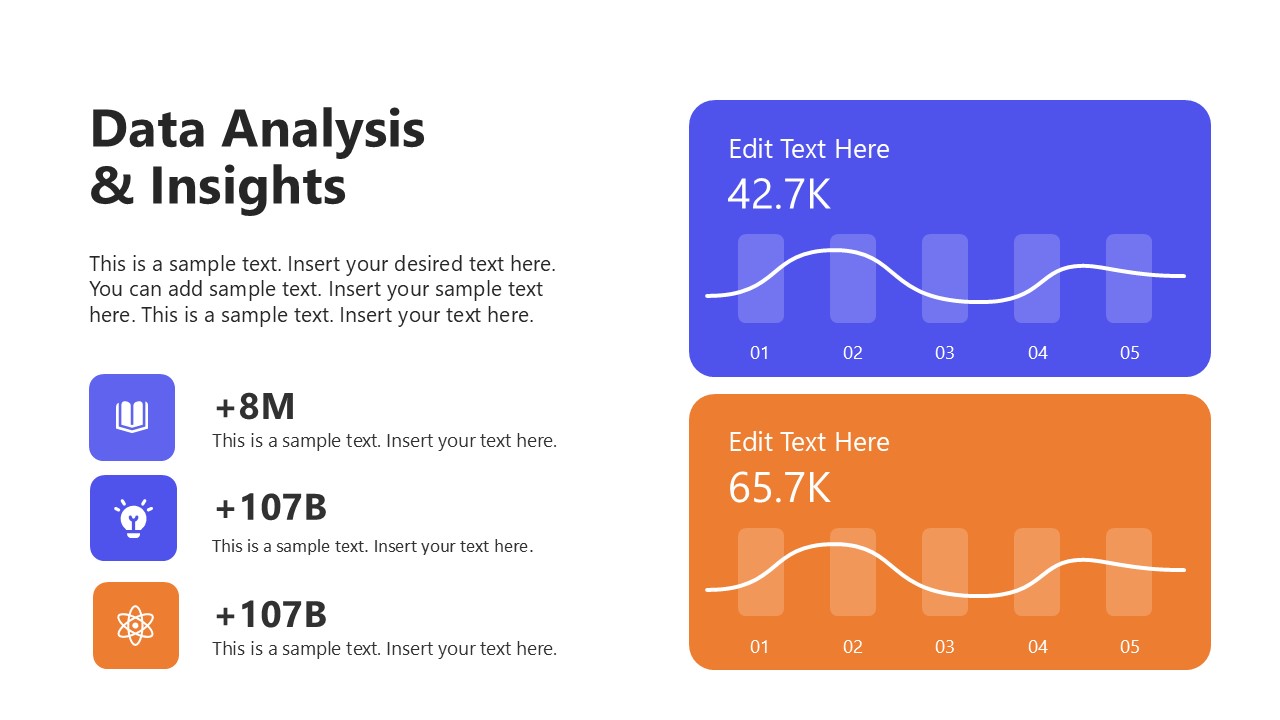 Data Analysis
& Insights
This is a sample text. Insert your desired text here.
You can add sample text. Insert your sample text
here. This is a sample text. Insert your text here.
+8M
This is a sample text. Insert your text here.
+107B
This is a sample text. Insert your text here.
+107B
This is a sample text. Insert your text here.
Edit Text Here
42.7K
01 02 03 04 05
Edit Text Here
65.7K
01 02 03 04 05